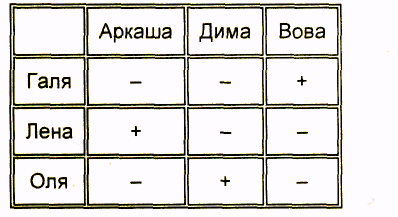 Аркаша Дима Вова
Галя – – +
Лена + – –
Оля – + –